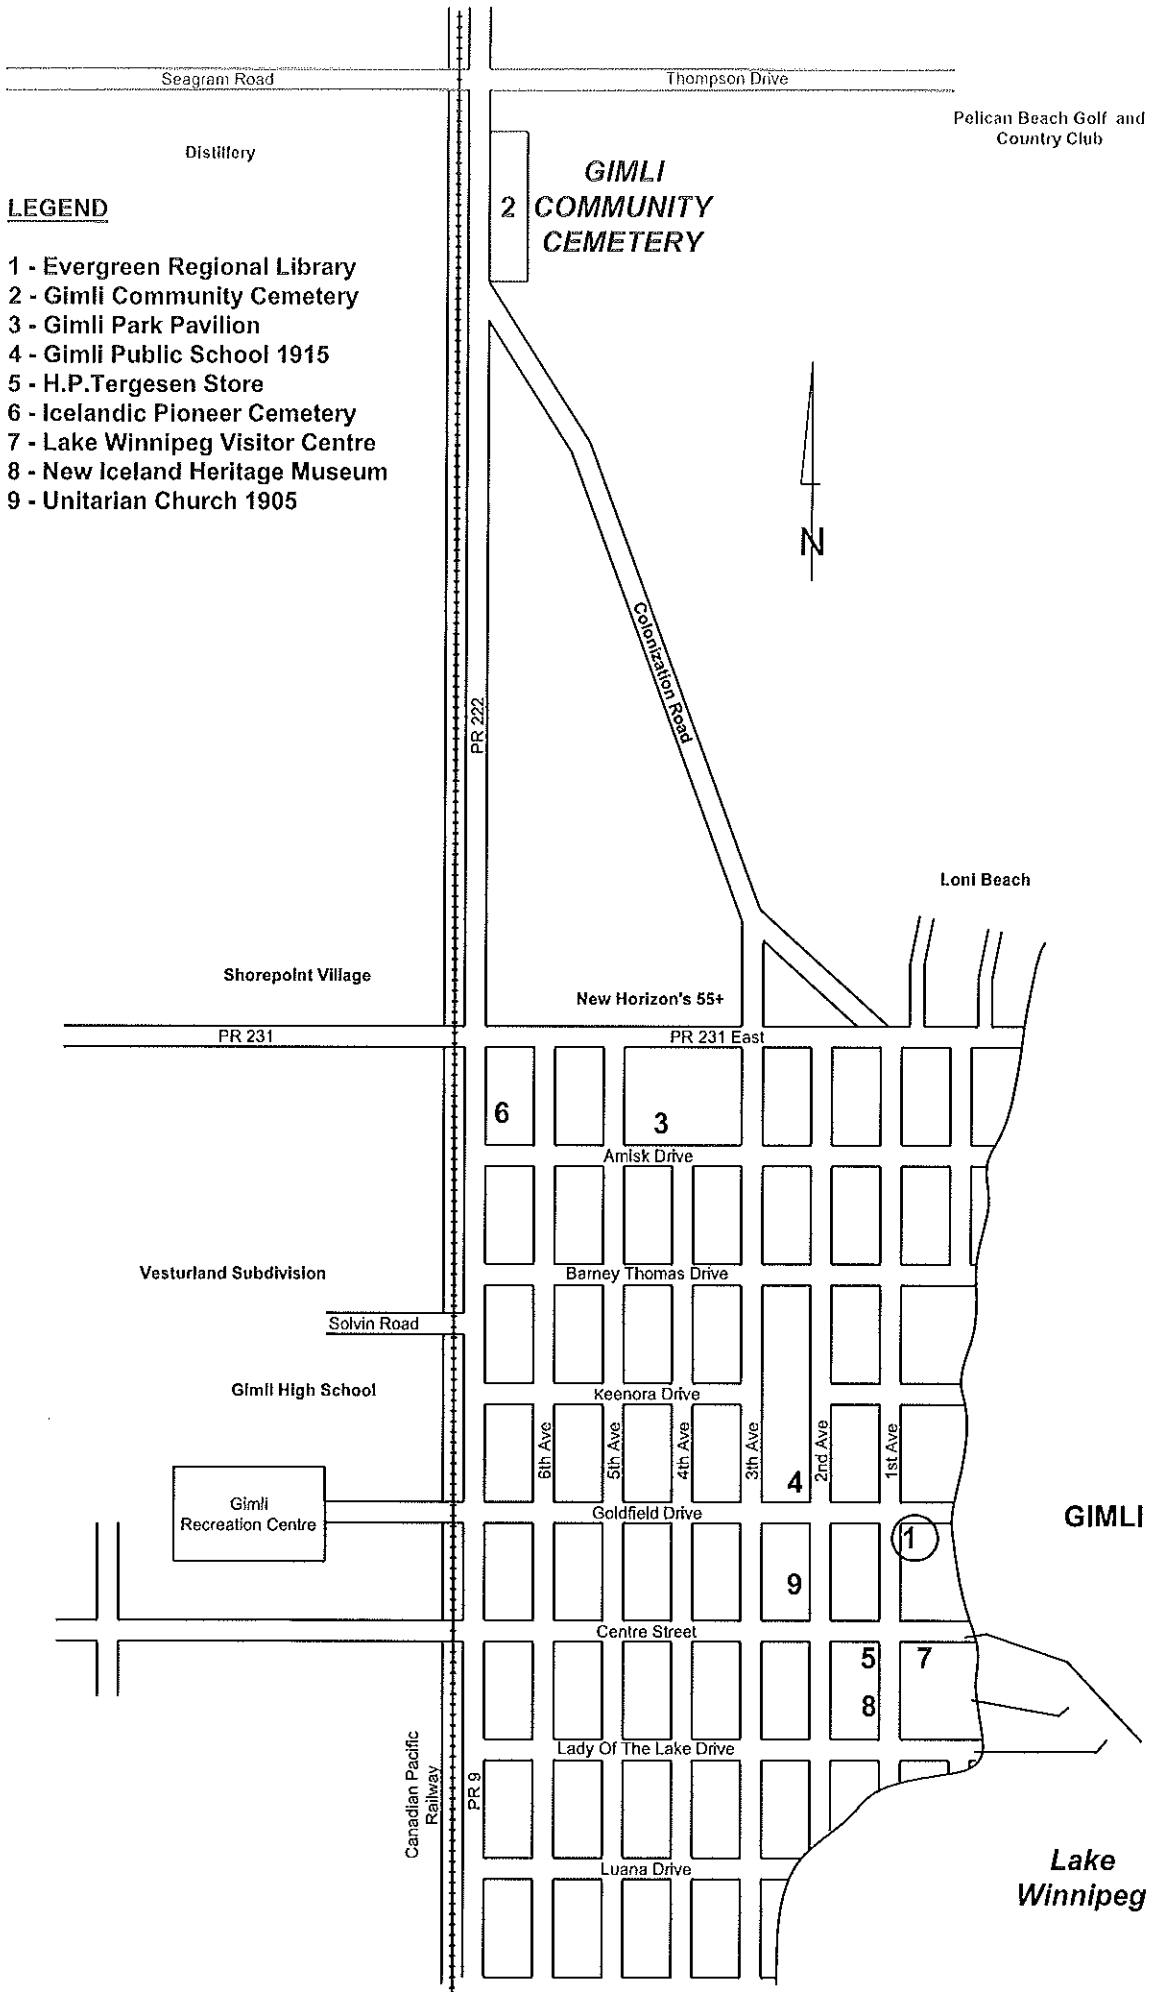 Seagram Road
Thompson Drive
Pelican Beach Golf and
Country Club
Distillery
GIMLI
COMMUNITY
CEMETERY
2
LEGEND
1 - Evergreen Regional Library
2 - Gimli Community Cemetery
3 - Gimli Park Pavilion
4 - Gimli Public School 1915
5 - H.P.Tergesen Store
6 - Icelandic Pioneer Cemetery
7 - Lake Winnipeg Visitor Centre
8 - New Iceland Heritage Museum
9 - Unitarian Church 1905
N
Colonization Road
PR 222
Loni Beach
Shorepoint Village
New Horizon's 55+
PR 231
PR 231 East
6
3
Amisk Drive
Vesturland Subdivision
Barney Thomas Drive
Solvin Road
Gimli High School
Keenora Drive
6th Ave
5th Ave
4th Ave
3th Ave
2nd Ave
1st Ave
4
Gimli
Recreation Centre
Goldfield Drive
GIMLI
1
9
Centre Street
5
7
8
Lady Of The Lake Drive
Canadian Pacific
Railway
PR 9
Luana Drive
Lake
Winnipeg